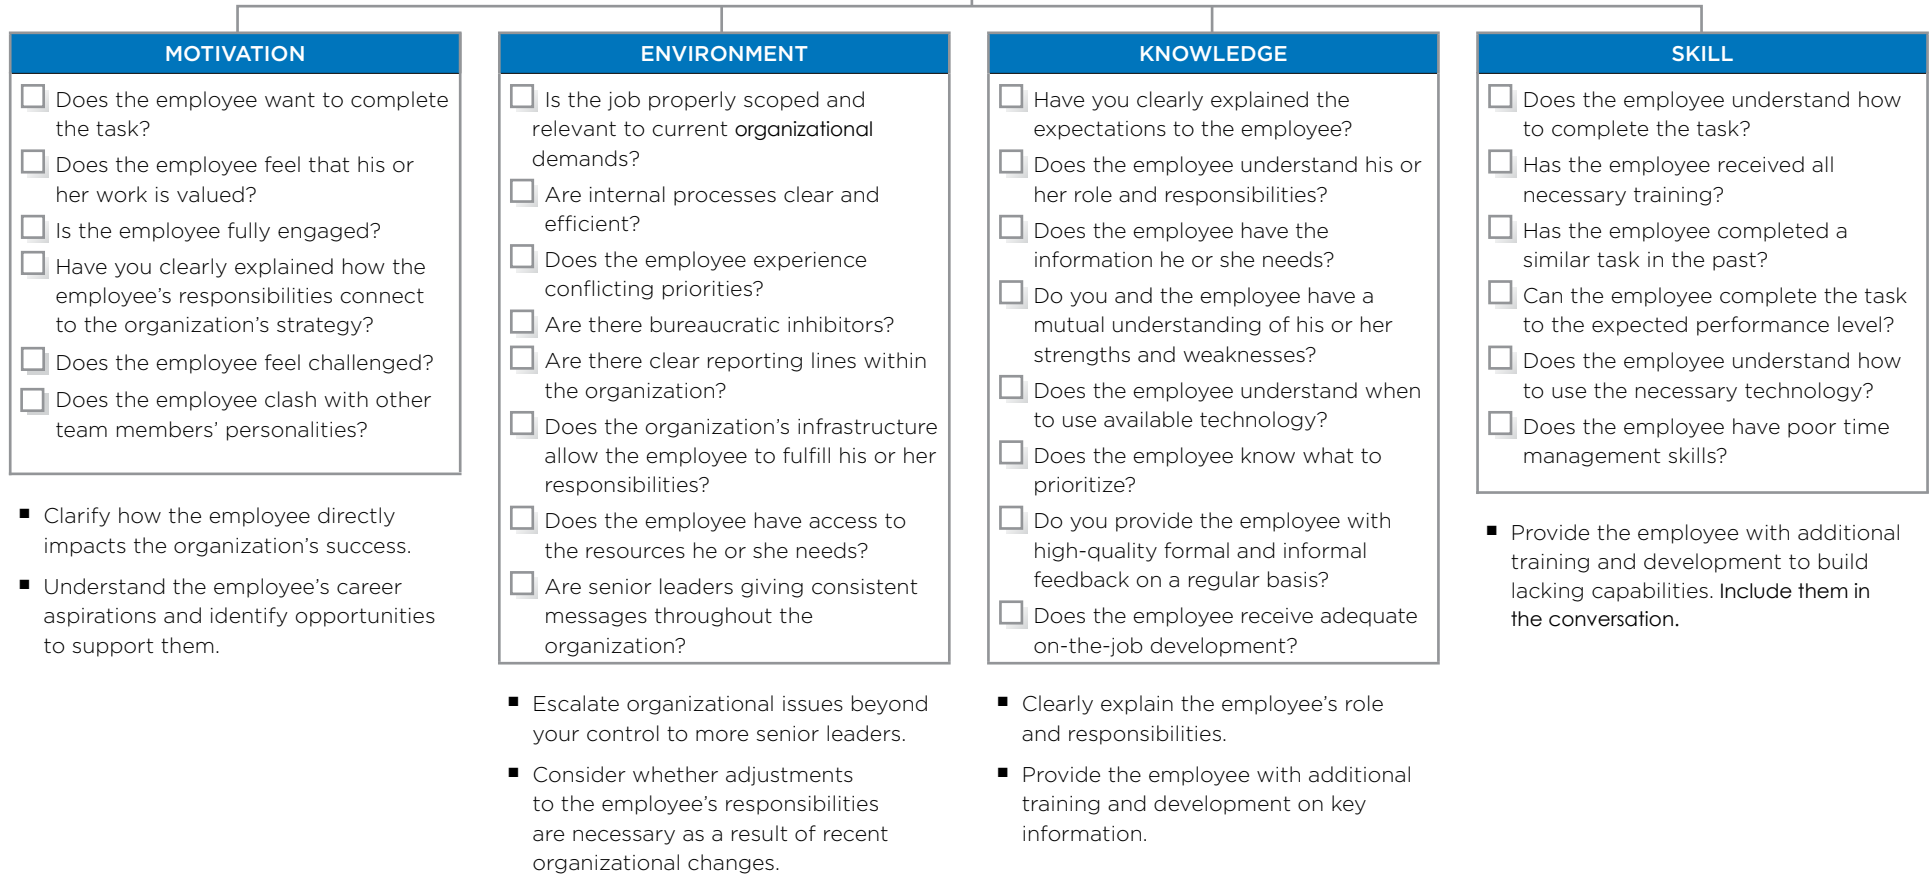 MOTIVATION
Does the employee want to complete
the task?
Does the employee feel that his or
her work is valued?
Is the employee fully engaged?
Have you clearly explained how the
employee’s responsibilities connect
to the organization’s strategy?
Does the employee feel challenged?
Does the employee clash with other
team members’ personalities?
■ Clarify how the employee directly
impacts the organization’s success.
■ Understand the employee’s career
aspirations and identify opportunities
to support them.
ENVIRONMENT
Is the job properly scoped and
relevant to current organizational
demands?
Are internal processes clear and
efficient?
Does the employee experience
conflicting priorities?
Are there bureaucratic inhibitors?
Are there clear reporting lines within
the organization?
Does the organization’s infrastructure
allow the employee to fulfill his or her
responsibilities?
Does the employee have access to
the resources he or she needs?
Are senior leaders giving consistent
messages throughout the
organization?
■ Escalate organizational issues beyond
your control to more senior leaders.
■ Consider whether adjustments
to the employee’s responsibilities
are necessary as a result of recent
organizational changes.
KNOWLEDGE
Have you clearly explained the
expectations to the employee?
Does the employee understand his or
her role and responsibilities?
Does the employee have the
information he or she needs?
Do you and the employee have a
mutual understanding of his or her
strengths and weaknesses?
Does the employee understand when
to use available technology?
Does the employee know what to
prioritize?
Do you provide the employee with
high-quality formal and informal
feedback on a regular basis?
Does the employee receive adequate
on-the-job development?
■ Clearly explain the employee’s role
and responsibilities.
■ Provide the employee with additional
training and development on key
information.
SKILL
Does the employee understand how
to complete the task?
Has the employee received all
necessary training?
Has the employee completed a
similar task in the past?
Can the employee complete the task
to the expected performance level?
Does the employee understand how
to use the necessary technology?
Does the employee have poor time
management skills?
■ Provide the employee with additional
training and development to build
lacking capabilities. Include them in
the conversation.